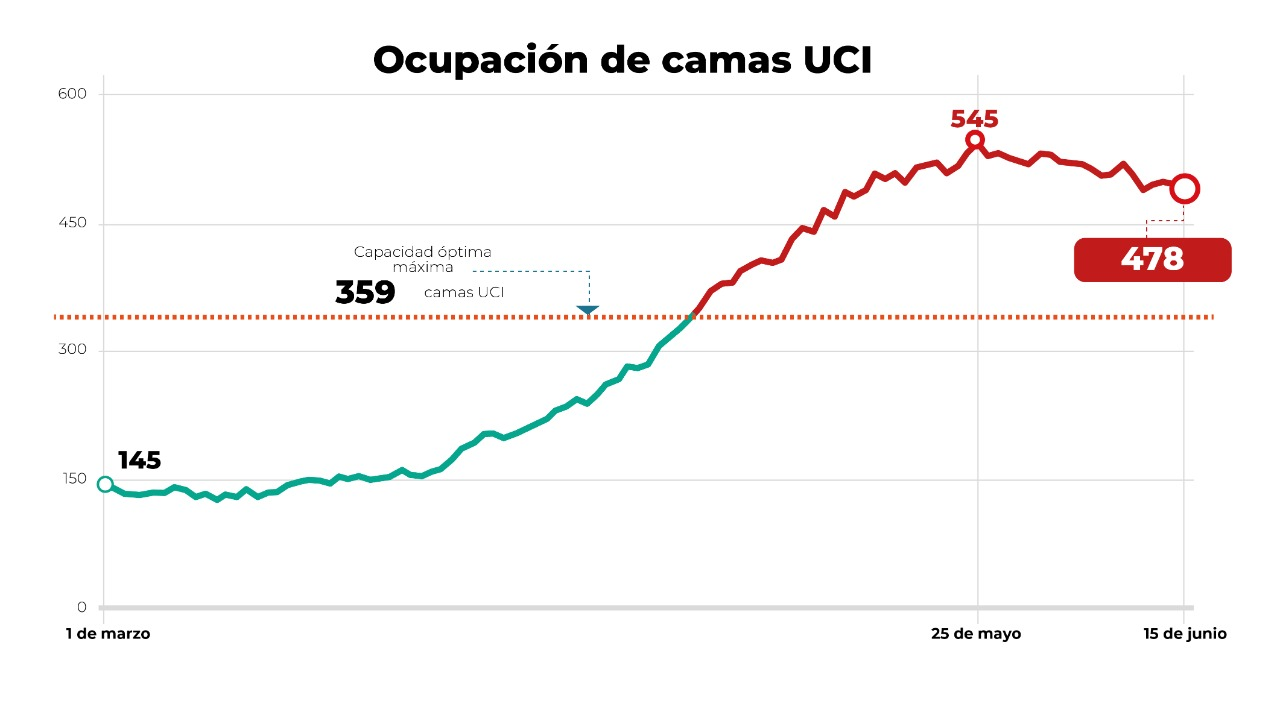 Ocupación de camas UCI
600
545
450
478
Capacidad óptima
máxima
359 camas UCI
300
145
150
0
1 de marzo
25 de mayo
15 de junio